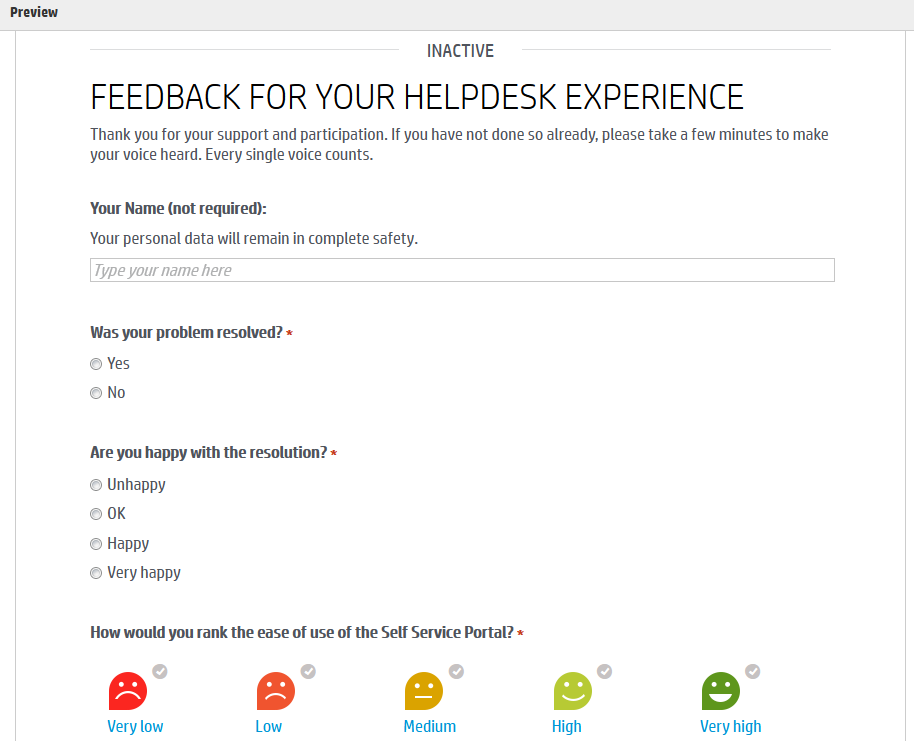 Preview
INACTIVE
FEEDBACK FOR YOUR HELPDESK EXPERIENCE
Thank you for your support and participation. If you have not done so already, please take a few minutes to make
your voice heard. Every single voice counts.
Your Name (not required):
Your personal data will remain in complete safety.
Type your name here
Was your problem resolved? *
Yes
No
Are you happy with the resolution? *
Unhappy
OK
Happy
Very happy
How would you rank the ease of use of the Self Service Portal? *
Very low Low Medium High Very high